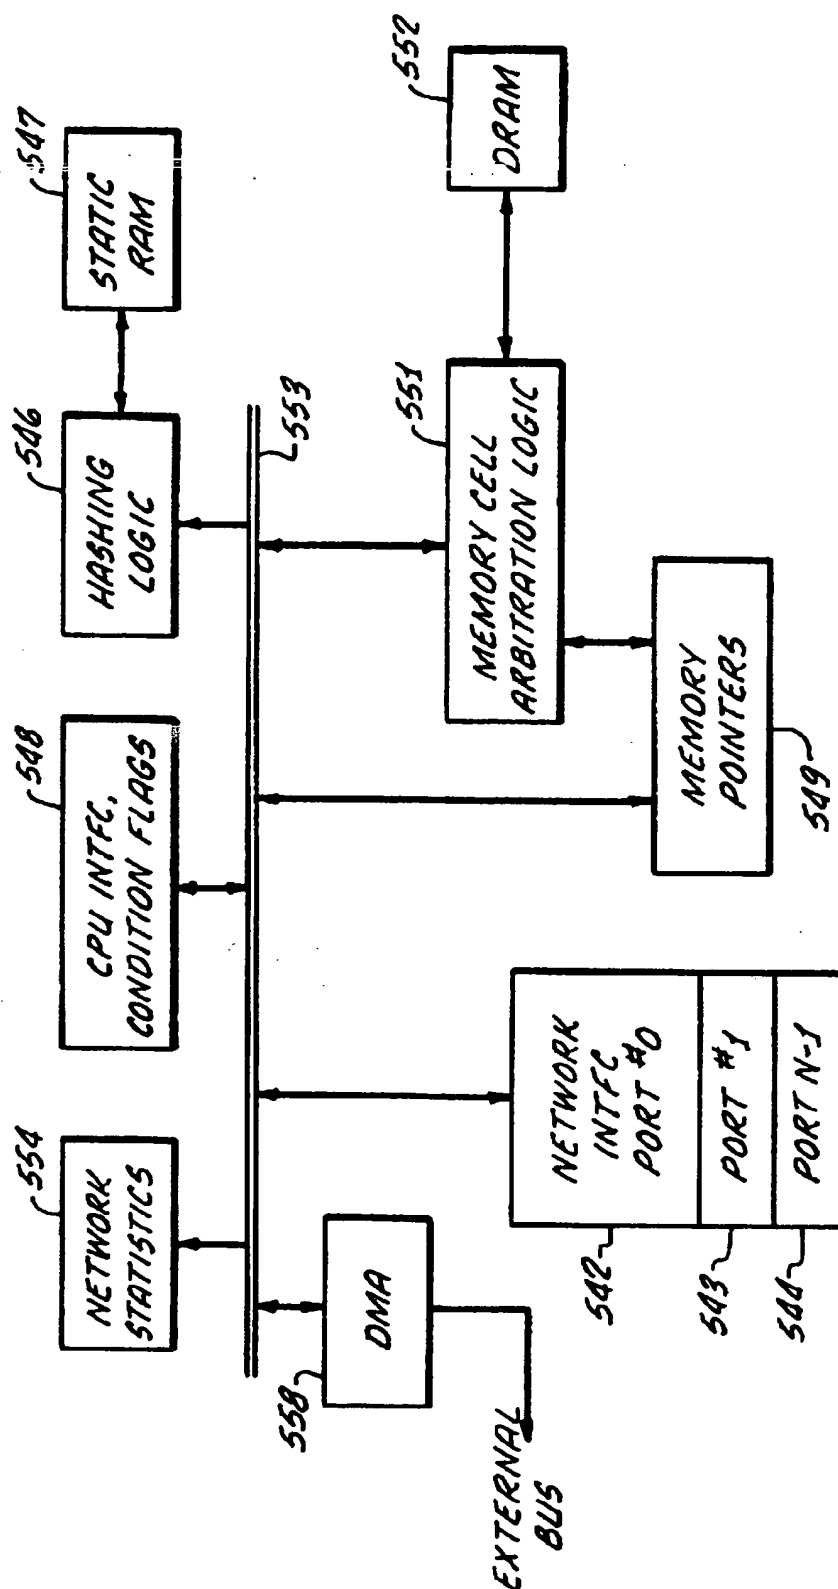 554
NETWORK
STATISTICS
548
CPU INTFC,
CONDITION FLAGS
546
HASHING
LOGIC
547
STATIC
RAM
553
558
DMA
EXTERNAL
BUS
542
NETWORK
INTFC
PORT #0
543
PORT #1
544
PORT N-1
MEMORY
POINTERS
549
551
MEMORY CELL
ARBITRATION LOGIC
552
DRAM